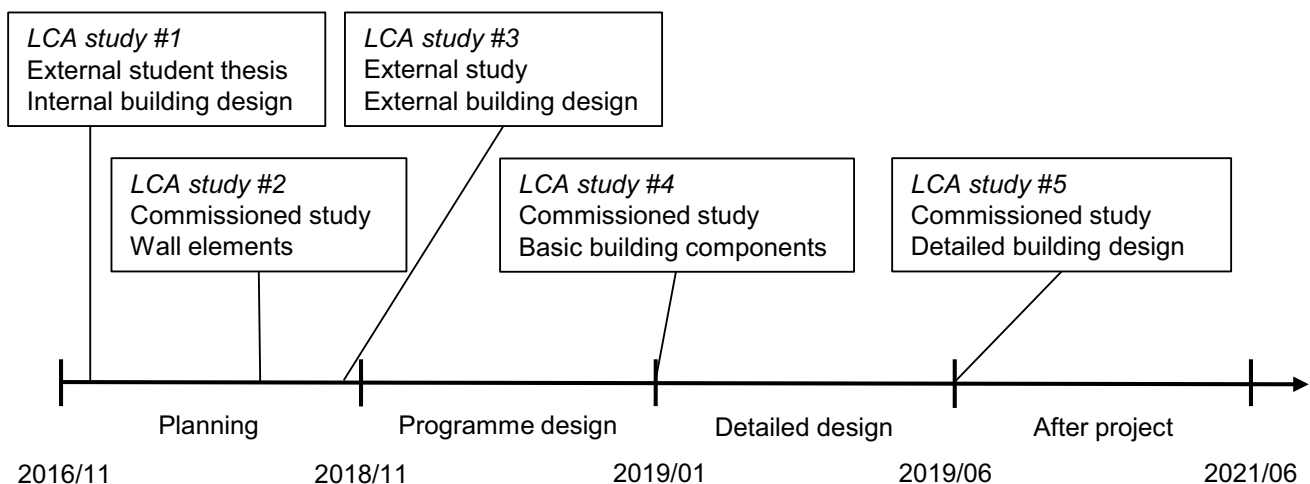 LCA study #1
External student thesis
Internal building design
LCA study #3
External study
External building design
LCA study #2
Commissioned study
Wall elements
LCA study #4
Commissioned study
Basic building components
LCA study #5
Commissioned study
Detailed building design
Planning
Programme design
Detailed design
After project
2016/11
2018/11
2019/01
2019/06
2021/06